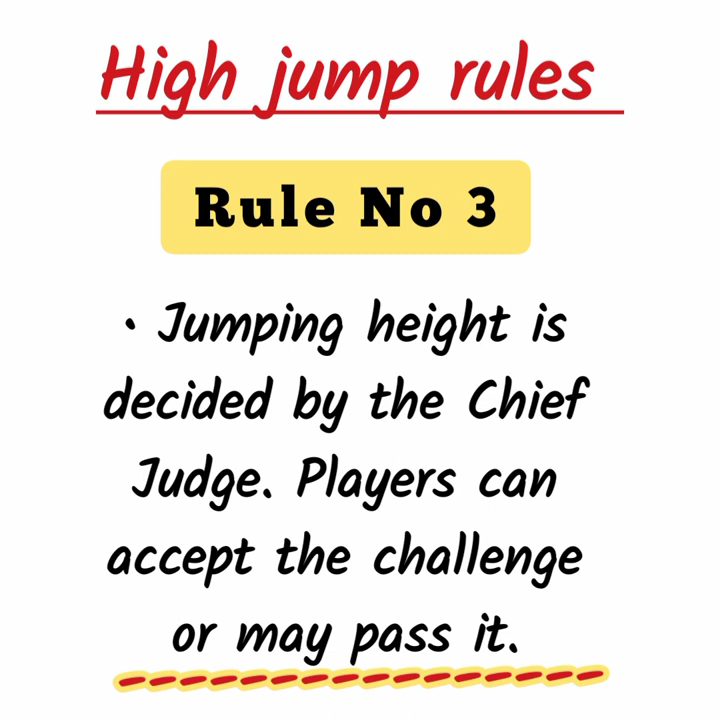 High jump rules
Rule No 3
• Jumping height is
decided by the Chief
Judge. Players can
accept the challenge
or may pass it.